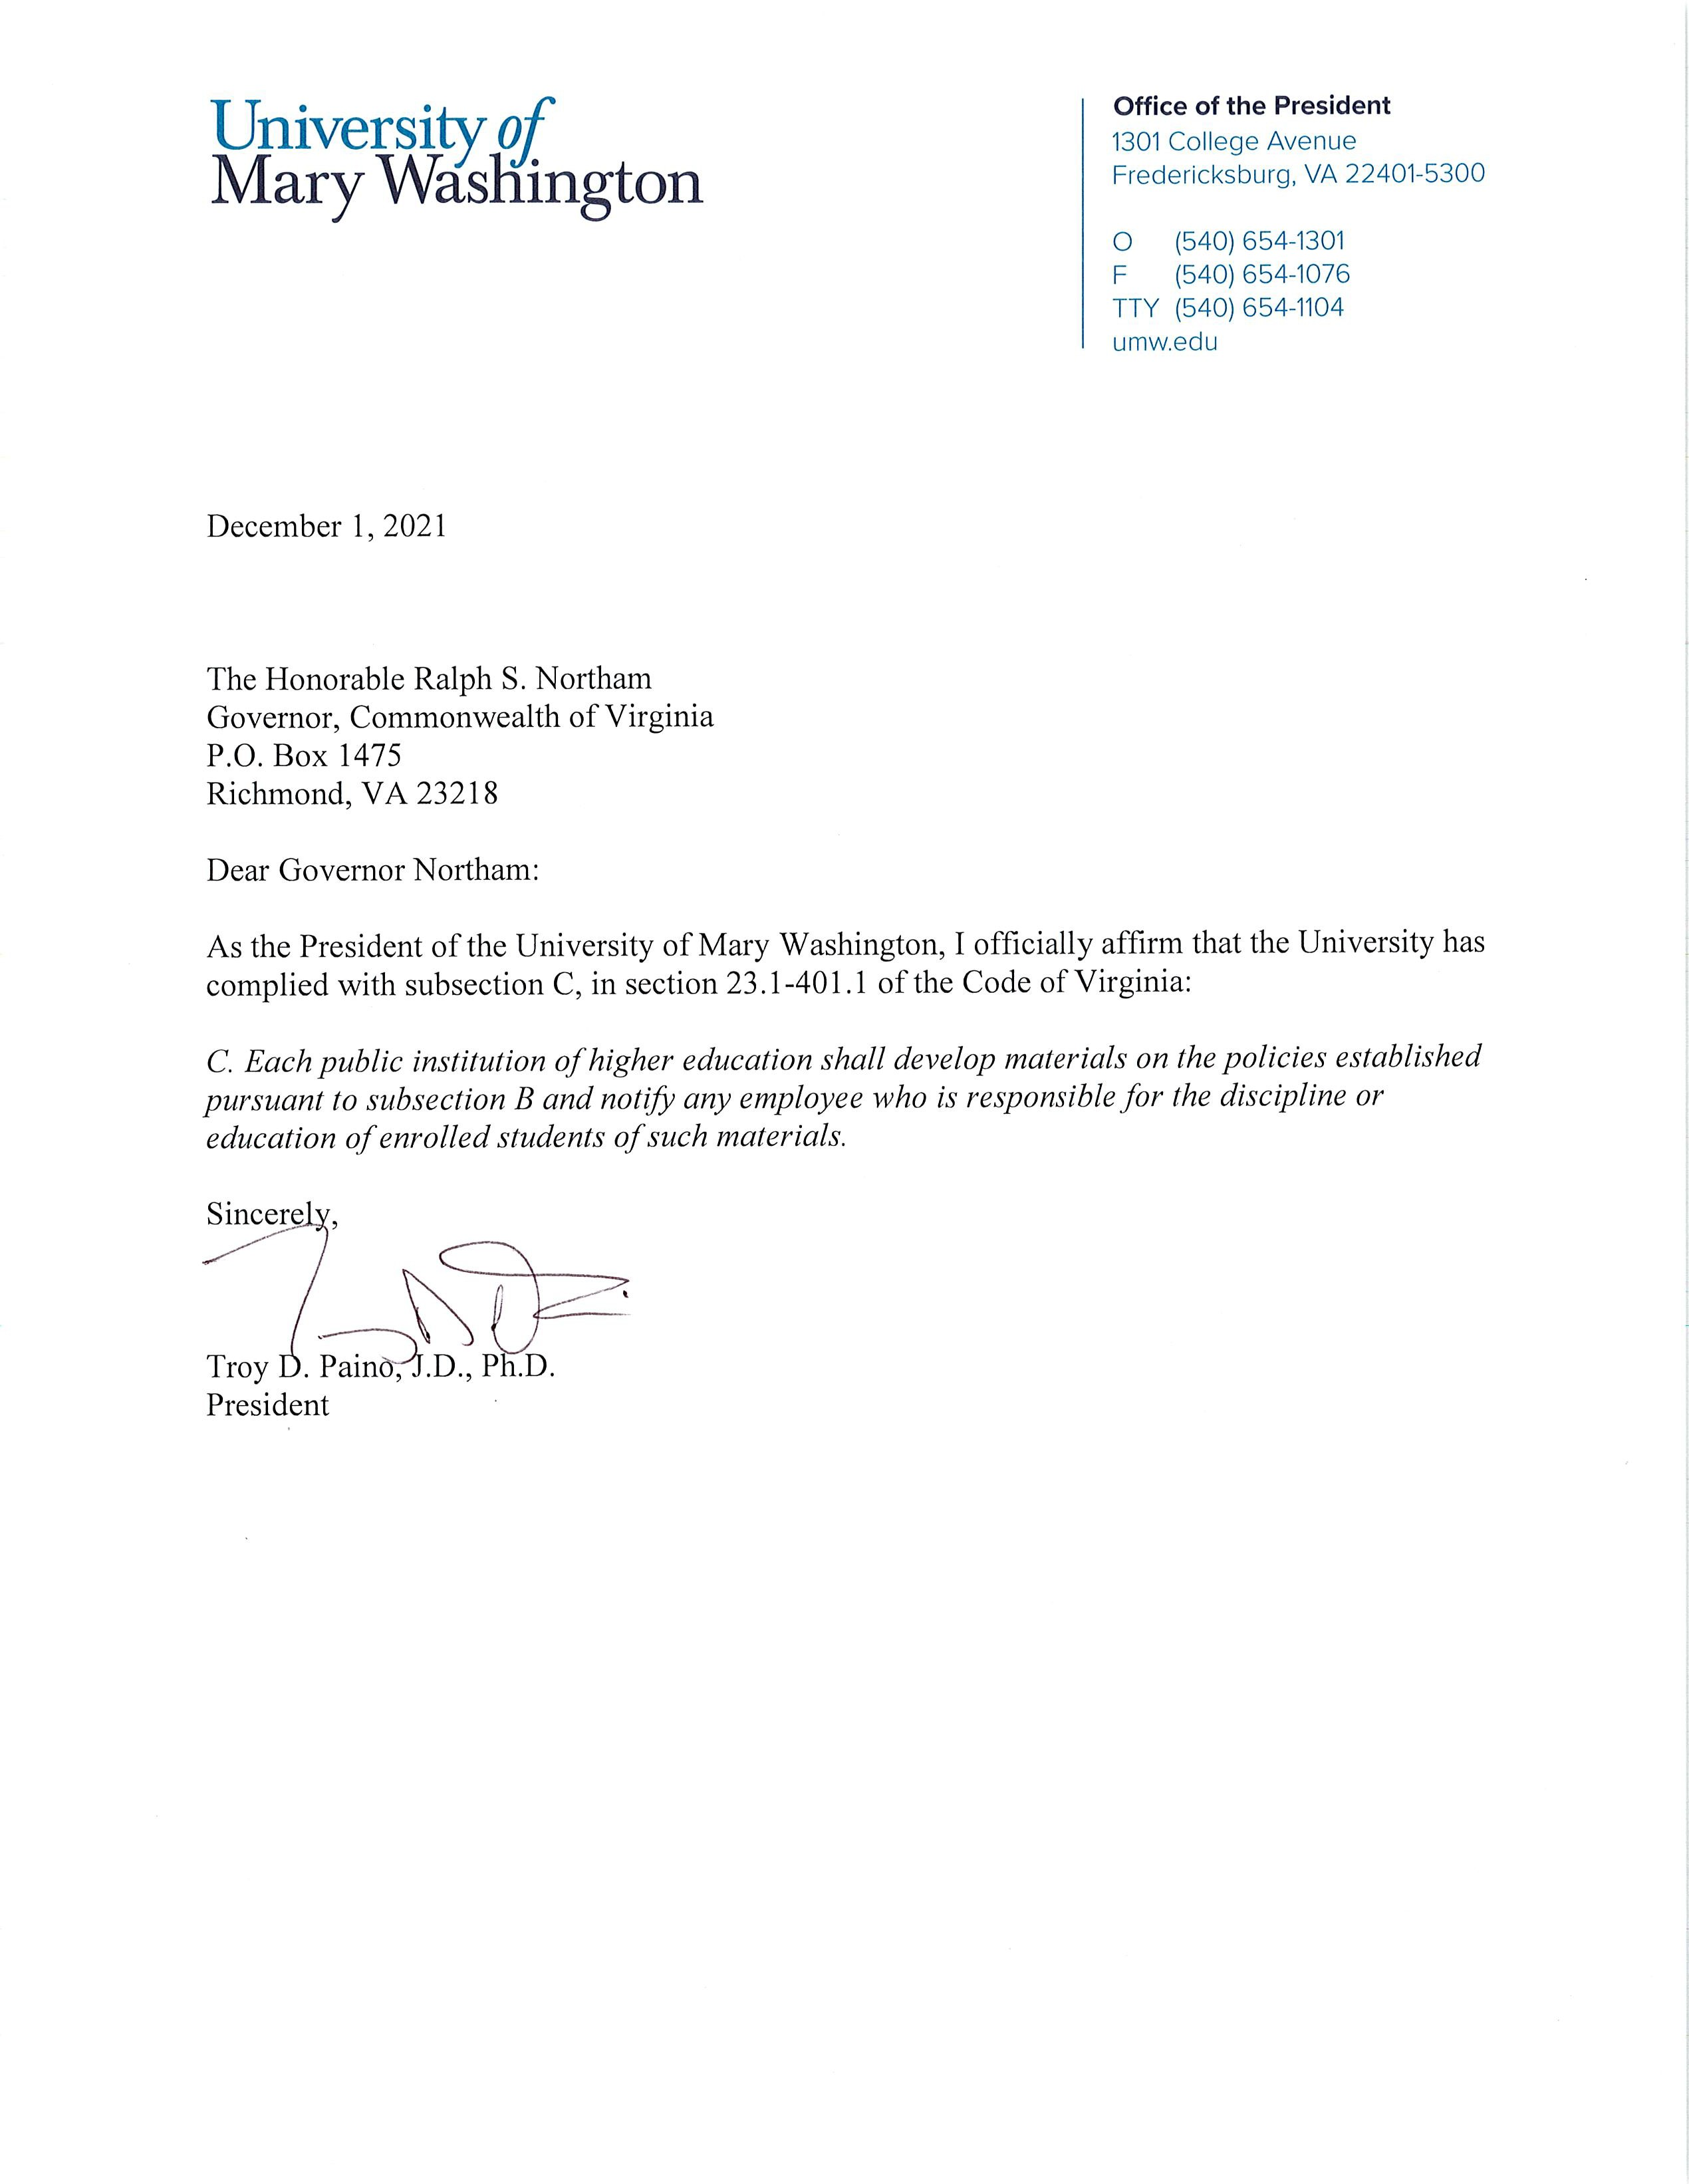 University of
Mary Washington
Office of the President
1301 College Avenue
Fredericksburg, VA 22401-5300
O (540) 654-1301
F (540) 654-1076
TTY (540) 654-1104
umw.edu
December 1, 2021
The Honorable Ralph S. Northam
Governor, Commonwealth of Virginia
P.O. Box 1475
Richmond, VA 23218
Dear Governor Northam:
As the President of the University of Mary Washington, I officially affirm that the University has
complied with subsection C, in section 23.1-401.1 of the Code of Virginia:
C. Each public institution of higher education shall develop materials on the policies established
pursuant to subsection B and notify any employee who is responsible for the discipline or
education of enrolled students of such materials.
Sincerely,
Troy D. Paino, J.D., Ph.D.
President